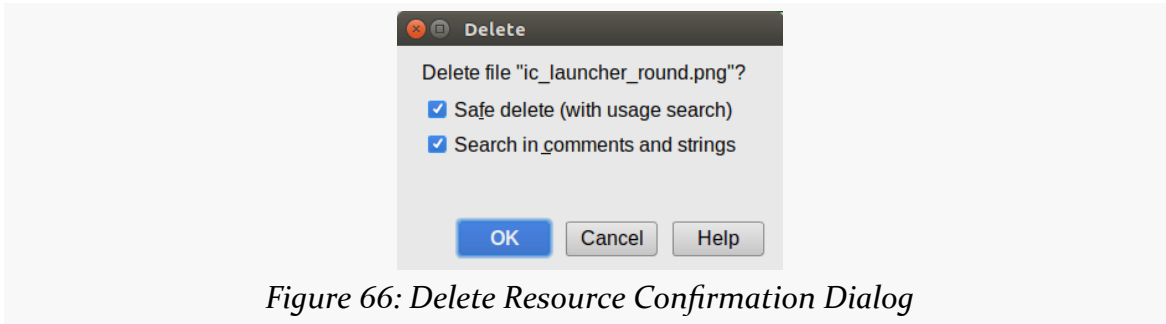 Delete
Delete file "ic_launcher_round.png"?
Safe delete (with usage search)
Search in comments and strings
OK Cancel Help
Figure 66: Delete Resource Confirmation Dialog